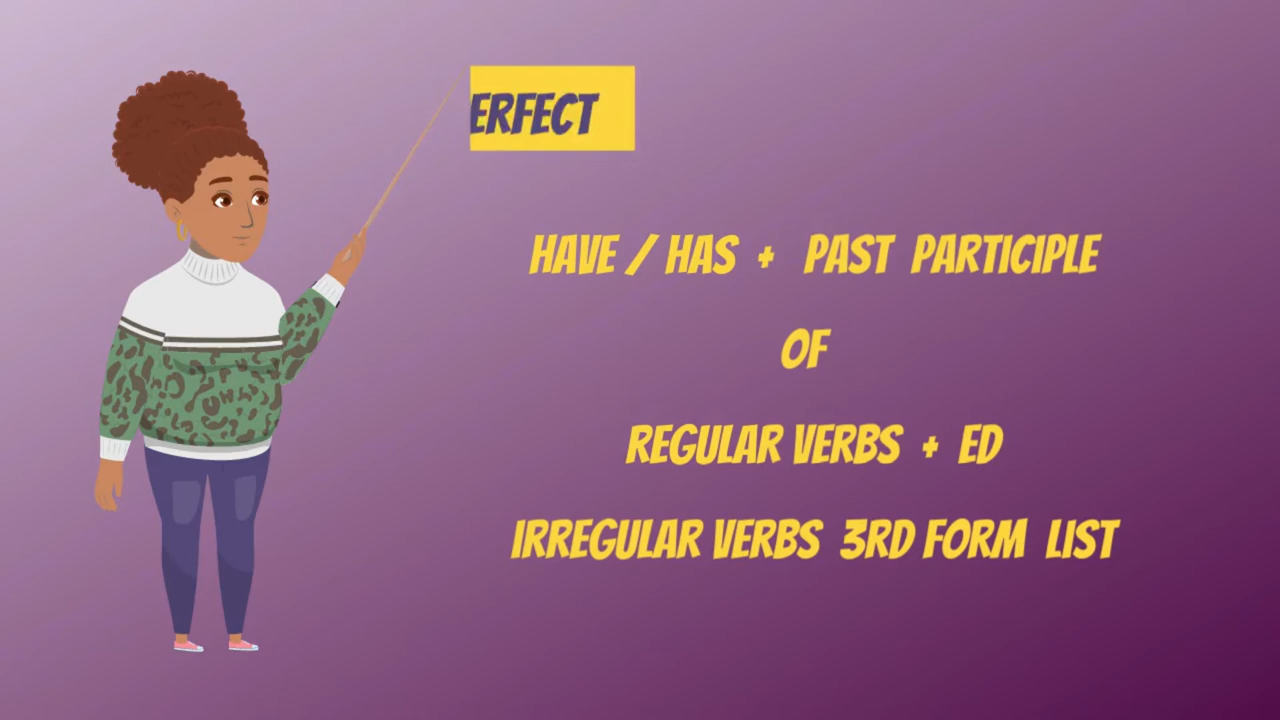 ERFECT
HAVE / HAS + PAST PARTICIPLE
OF
REGULAR VERBS + ED
IRREGULAR VERBS 3RD FORM LIST